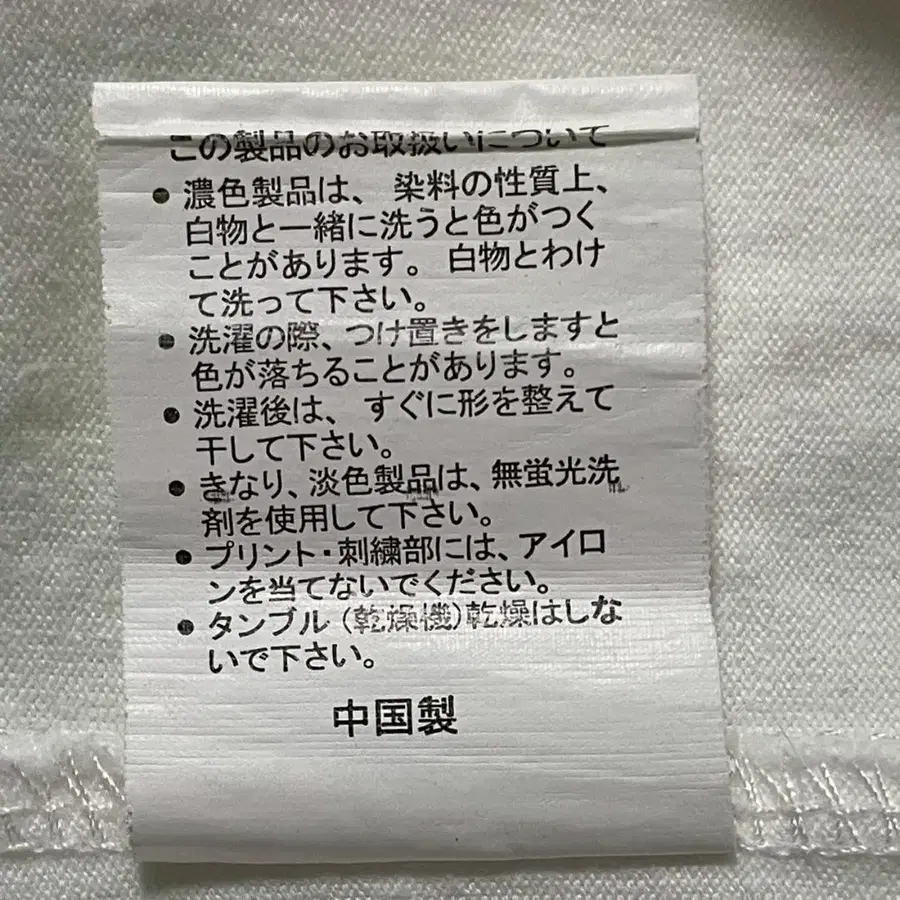 この製品のお取扱いについて
● 濃色製品は、染料の性質上、
白物と一緒に洗うと色がつく
ことがあります。白物とわけ
て洗って下さい。
● 洗濯の際、つけ置きをしますと
色が落ちることがあります。
● 洗濯後は、すぐに形を整えて
干して下さい。
● きなり、淡色製品は、無蛍光洗
剤を使用して下さい。
● プリント・刺繍部には、アイロ
ンを当てないでください。
● タンブル(乾燥機)乾燥はしな
いで下さい。
中国製